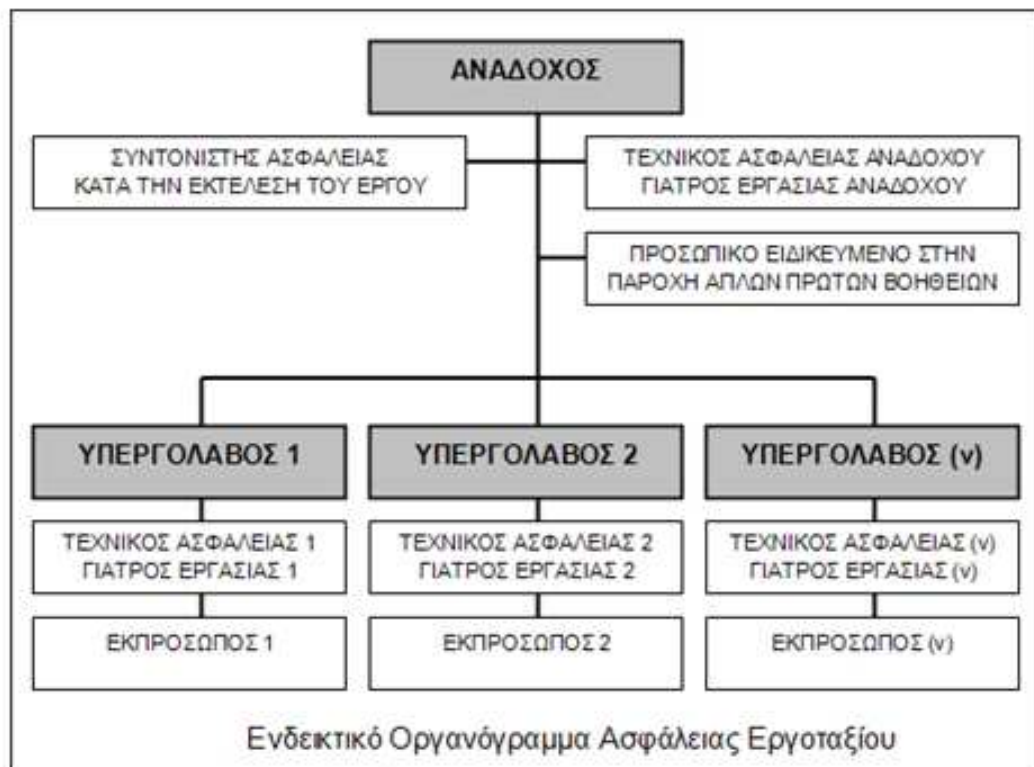 ΑΝΑΔΟΧΟΣ
ΣΥΝΤΟΝΙΣΤΗΣ ΑΣΦΑΛΕΙΑΣ
ΚΑΤΑ ΤΗΝ ΕΚΤΕΛΕΣΗ ΤΟΥ ΕΡΓΟΥ
ΤΕΧΝΙΚΟΣ ΑΣΦΑΛΕΙΑΣ ΑΝΑΔΟΧΟΥ
ΓΙΑΤΡΟΣ ΕΡΓΑΣΙΑΣ ΑΝΑΔΟΧΟΥ
ΠΡΟΣΩΠΙΚΟ ΕΙΔΙΚΕΥΜΕΝΟ ΣΤΗΝ
ΠΑΡΟΧΗ ΑΠΛΩΝ ΠΡΩΤΩΝ ΒΟΗΘΕΙΩΝ
ΥΠΕΡΓΟΛΑΒΟΣ 1
ΤΕΧΝΙΚΟΣ ΑΣΦΑΛΕΙΑΣ 1
ΓΙΑΤΡΟΣ ΕΡΓΑΣΙΑΣ 1
ΕΚΠΡΟΣΩΠΟΣ 1
ΥΠΕΡΓΟΛΑΒΟΣ 2
ΤΕΧΝΙΚΟΣ ΑΣΦΑΛΕΙΑΣ 2
ΓΙΑΤΡΟΣ ΕΡΓΑΣΙΑΣ 2
ΕΚΠΡΟΣΩΠΟΣ 2
ΥΠΕΡΓΟΛΑΒΟΣ (ν)
ΤΕΧΝΙΚΟΣ ΑΣΦΑΛΕΙΑΣ (ν)
ΓΙΑΤΡΟΣ ΕΡΓΑΣΙΑΣ (ν)
ΕΚΠΡΟΣΩΠΟΣ (ν)
Ενδεικτικό Οργανόγραμμα Ασφάλειας Εργοταξίου